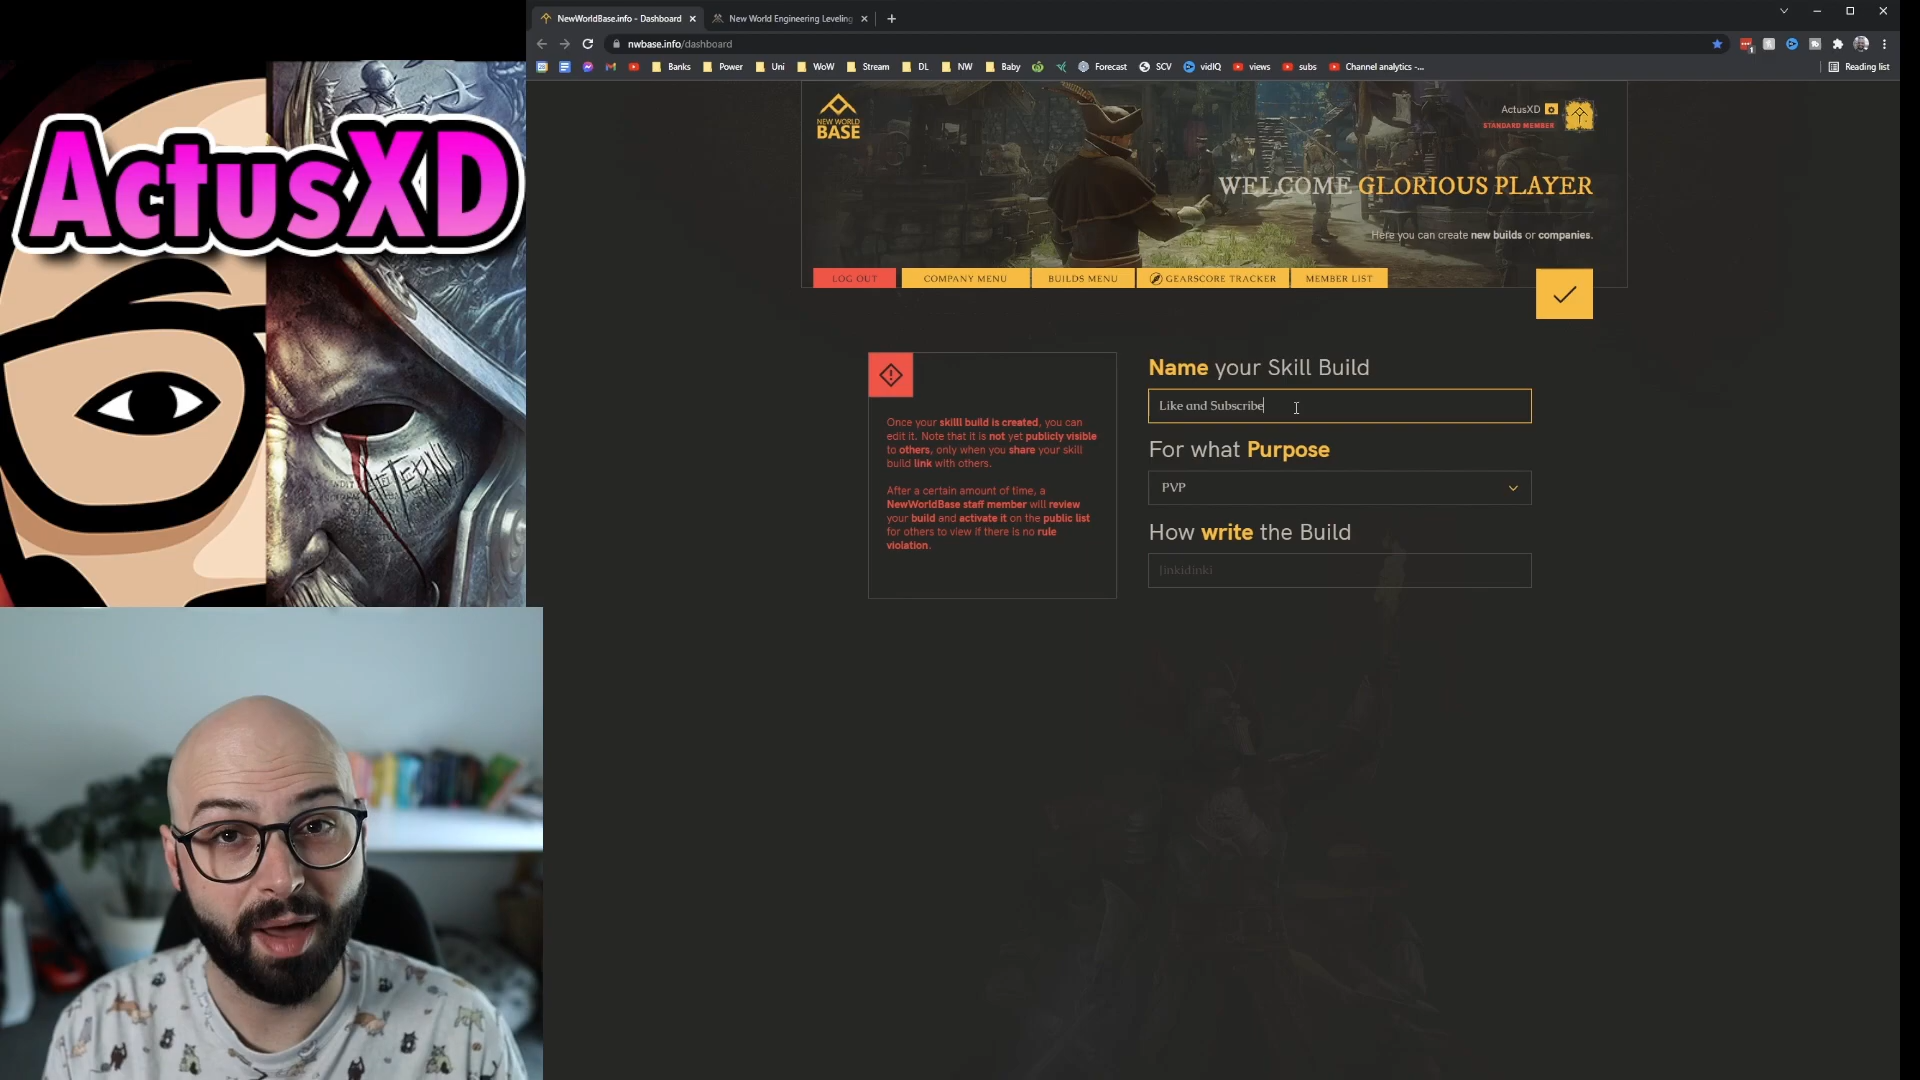 ActusXD
AETERNUM
NewWorldBase.info - Dashboard
New World Engineering Leveling
nwbase.info/dashboard
Banks
Power
Uni
WoW
Stream
DL
NW
Baby
Forecast
SCV
vidIQ
views
subs
Channel analytics -...
Reading list
NEW WORLD
BASE
ActusXD
STANDARD MEMBER
WELCOME GLORIOUS PLAYER
Here you can create new builds or companies.
LOG OUT
COMPANY MENU
BUILDS MENU
GEARSCORE TRACKER
MEMBER LIST
Once your skilll build is created, you can
edit it. Note that it is not yet publicly visible
to others, only when you share your skill
build link with others.
After a certain amount of time, a
NewWorldBase staff member will review
your build and activate it on the public list
for others to view if there is no rule
violation.
Name your Skill Build
Like and Subscribe
For what Purpose
PVP
How write the Build
Jinkidinki